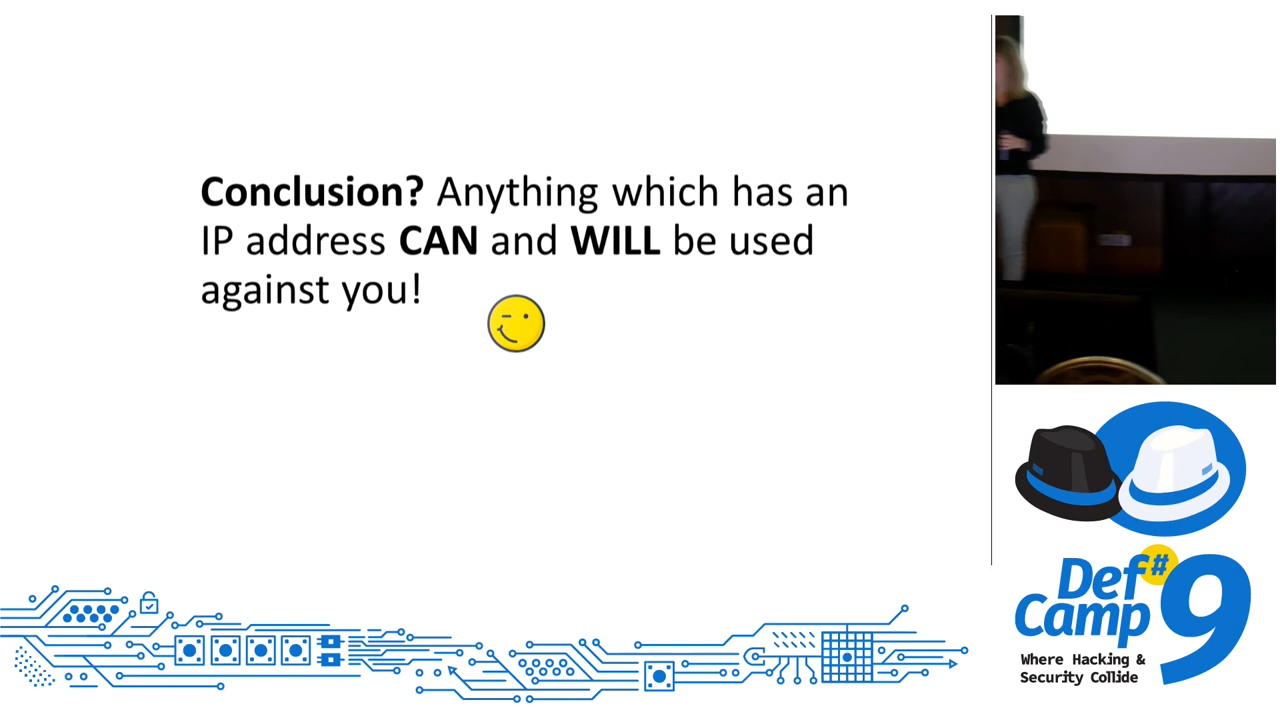 Conclusion? Anything which has an
IP address CAN and WILL be used
against you!
Def
#
Camp
9
Where Hacking &
Security Collide